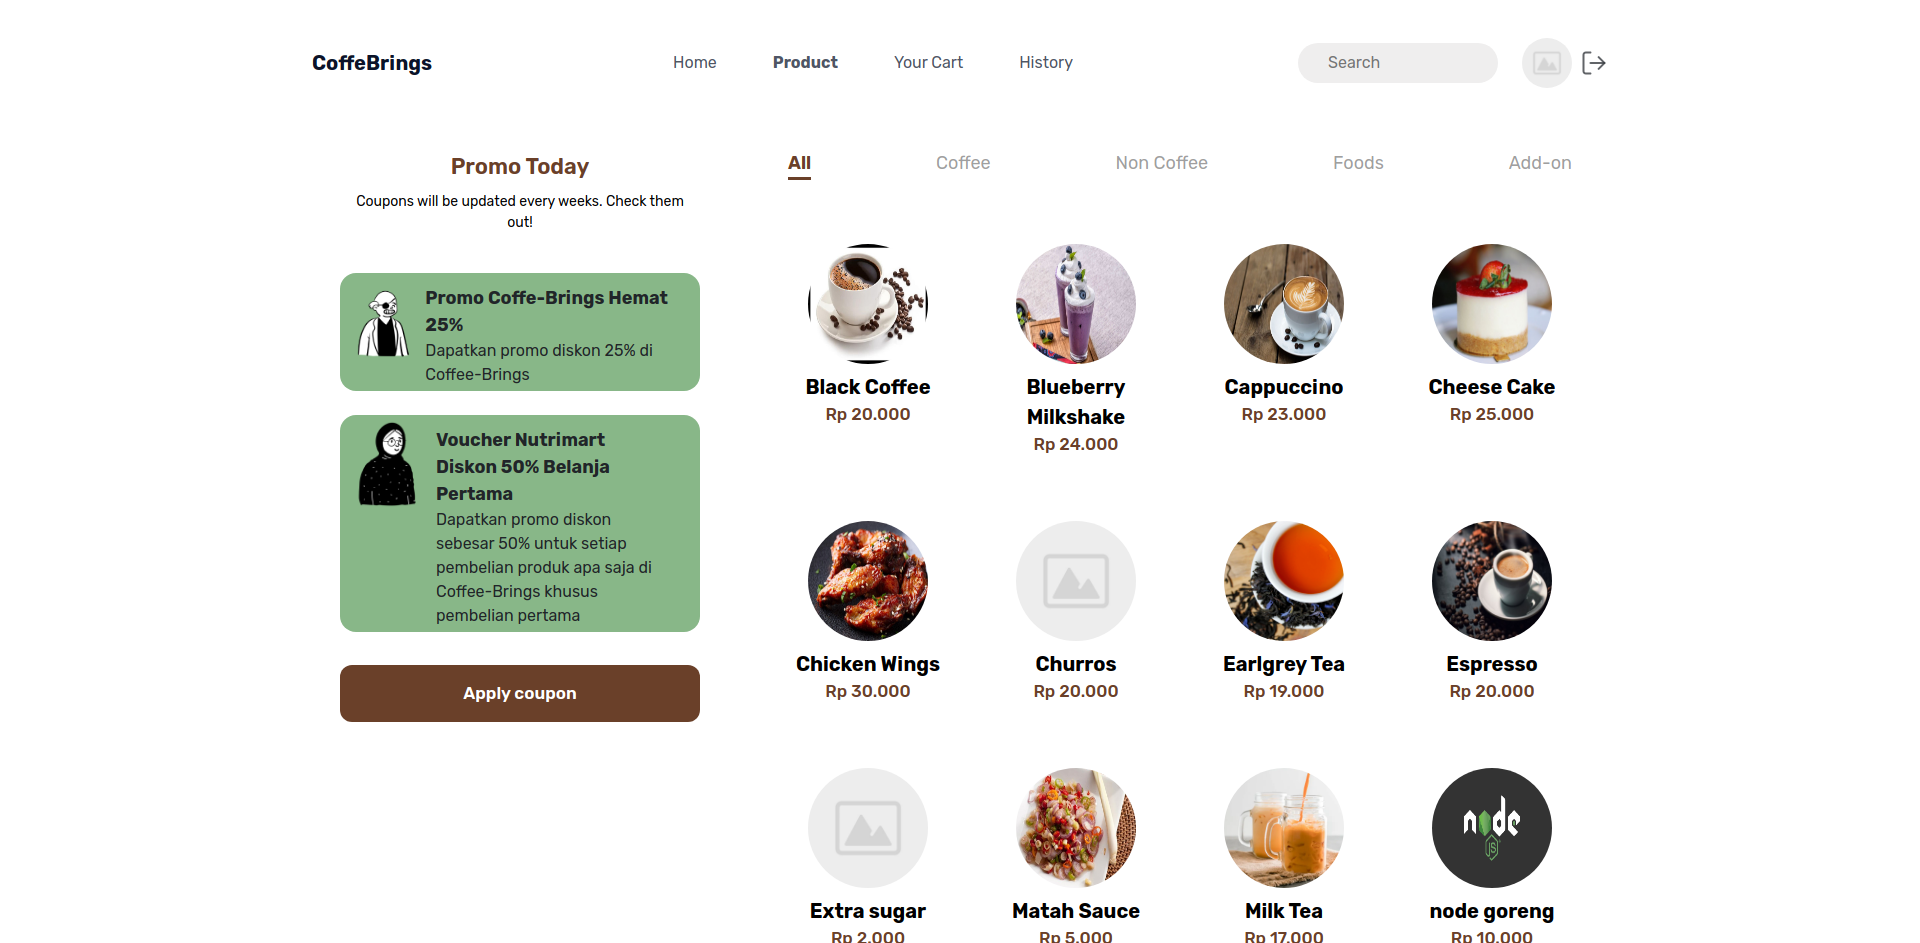 CoffeBrings
Home
Product
Your Cart
History
Search
Promo Today
Coupons will be updated every weeks. Check them
out!
Promo Coffe-Brings Hemat
25%
Dapatkan promo diskon 25% di
Coffee-Brings
Voucher Nutrimart
Diskon 50% Belanja
Pertama
Dapatkan promo diskon
sebesar 50% untuk setiap
pembelian produk apa saja di
Coffee-Brings khusus
pembelian pertama
Apply coupon
All
Coffee
Non Coffee
Foods
Add-on
Black Coffee
Rp 20.000
Blueberry
Milkshake
Rp 24.000
Cappuccino
Rp 23.000
Cheese Cake
Rp 25.000
Chicken Wings
Rp 30.000
Churros
Rp 20.000
Earlgrey Tea
Rp 19.000
Espresso
Rp 20.000
Extra sugar
Rp 2.000
Matah Sauce
Rp 5.000
Milk Tea
Rp 17.000
node
JS
node goreng
Rp 10.000